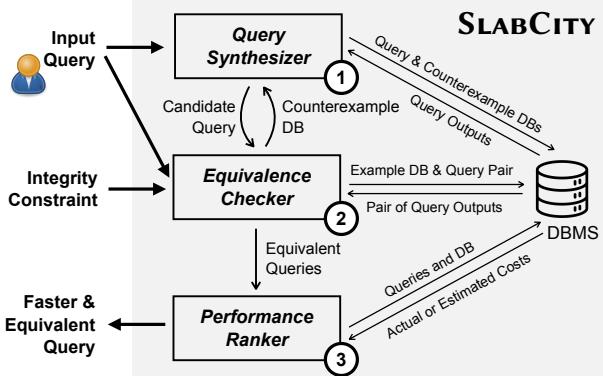 SLABCITY
Input
Query
Query
Synthesizer
1
Query & Counterexample DBs
Query Outputs
Candidate
Query
Counterexample
DB
Integrity
Constraint
Equivalence
Checker
2
Example DB & Query Pair
Pair of Query Outputs
DBMS
Equivalent
Queries
Queries and DB
Actual or Estimated Costs
Faster &
Equivalent
Query
Performance
Ranker
3